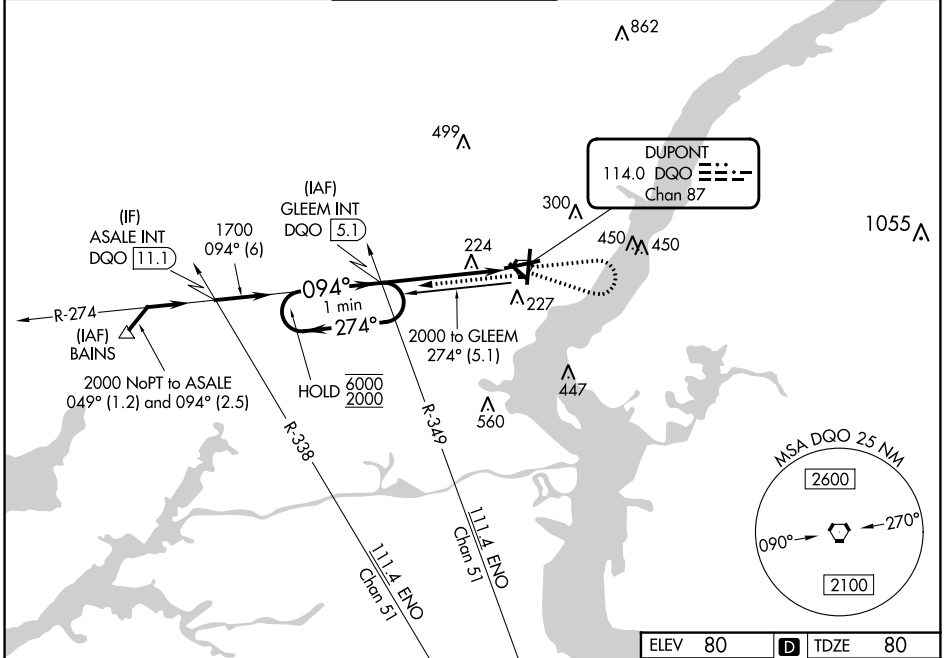 862
499
DUPONT
114.0 DQO
Chan 87
(IAF)
GLEEM INT
DQO 5.1
(IF)
ASALE INT
DQO 11.1
1700
094° (6)
300
450
450
1055
224
094°
1 min
274°
227
R-274
(IAF)
BAINS
2000 to GLEEM
274° (5.1)
2000 NoPT to ASALE
049° (1.2) and 094° (2.5)
HOLD 6000
2000
447
560
R-338
R-349
MSA DQO 25 NM
2600
090°
270°
2100
111.4 ENO
Chan 51
111.4 ENO
Chan 51
ELEV 80 D TDZE 80